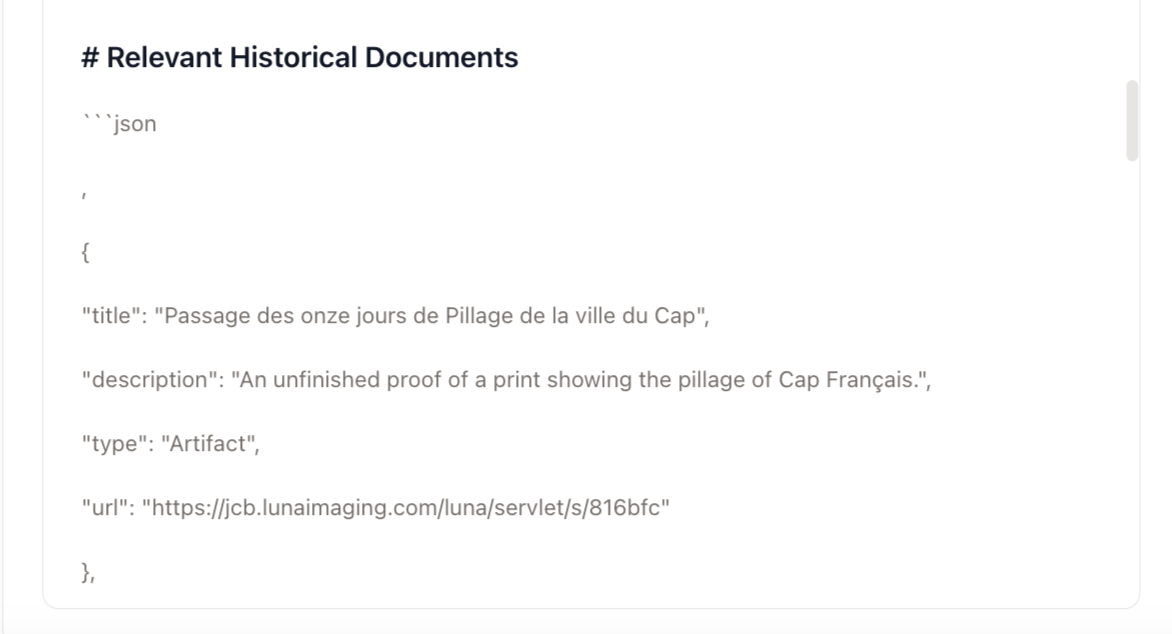 # Relevant Historical Documents
```json
,
{
"title": "Passage des onze jours de Pillage de la ville du Cap",
"description": "An unfinished proof of a print showing the pillage of Cap Français.",
"type": "Artifact",
"url": "https://jcb.lunaimaging.com/luna/servlet/s/816bfc"
},